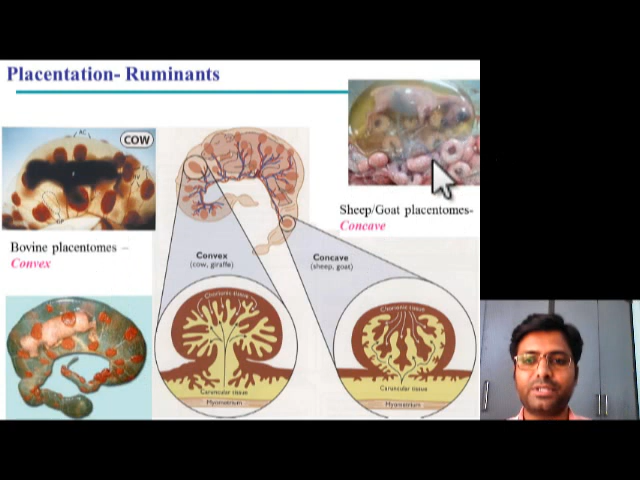 Placentation- Ruminants
COW
AC
Sheep/Goat placentomes-
Concave
Bovine placentomes –
Convex
Convex
(cow, giraffe)
Concave
(sheep, goat)
Chorionic tissue
Caruncular tissue
Myometrium
Chorionic tissue
Caruncular tissue
Myometrium